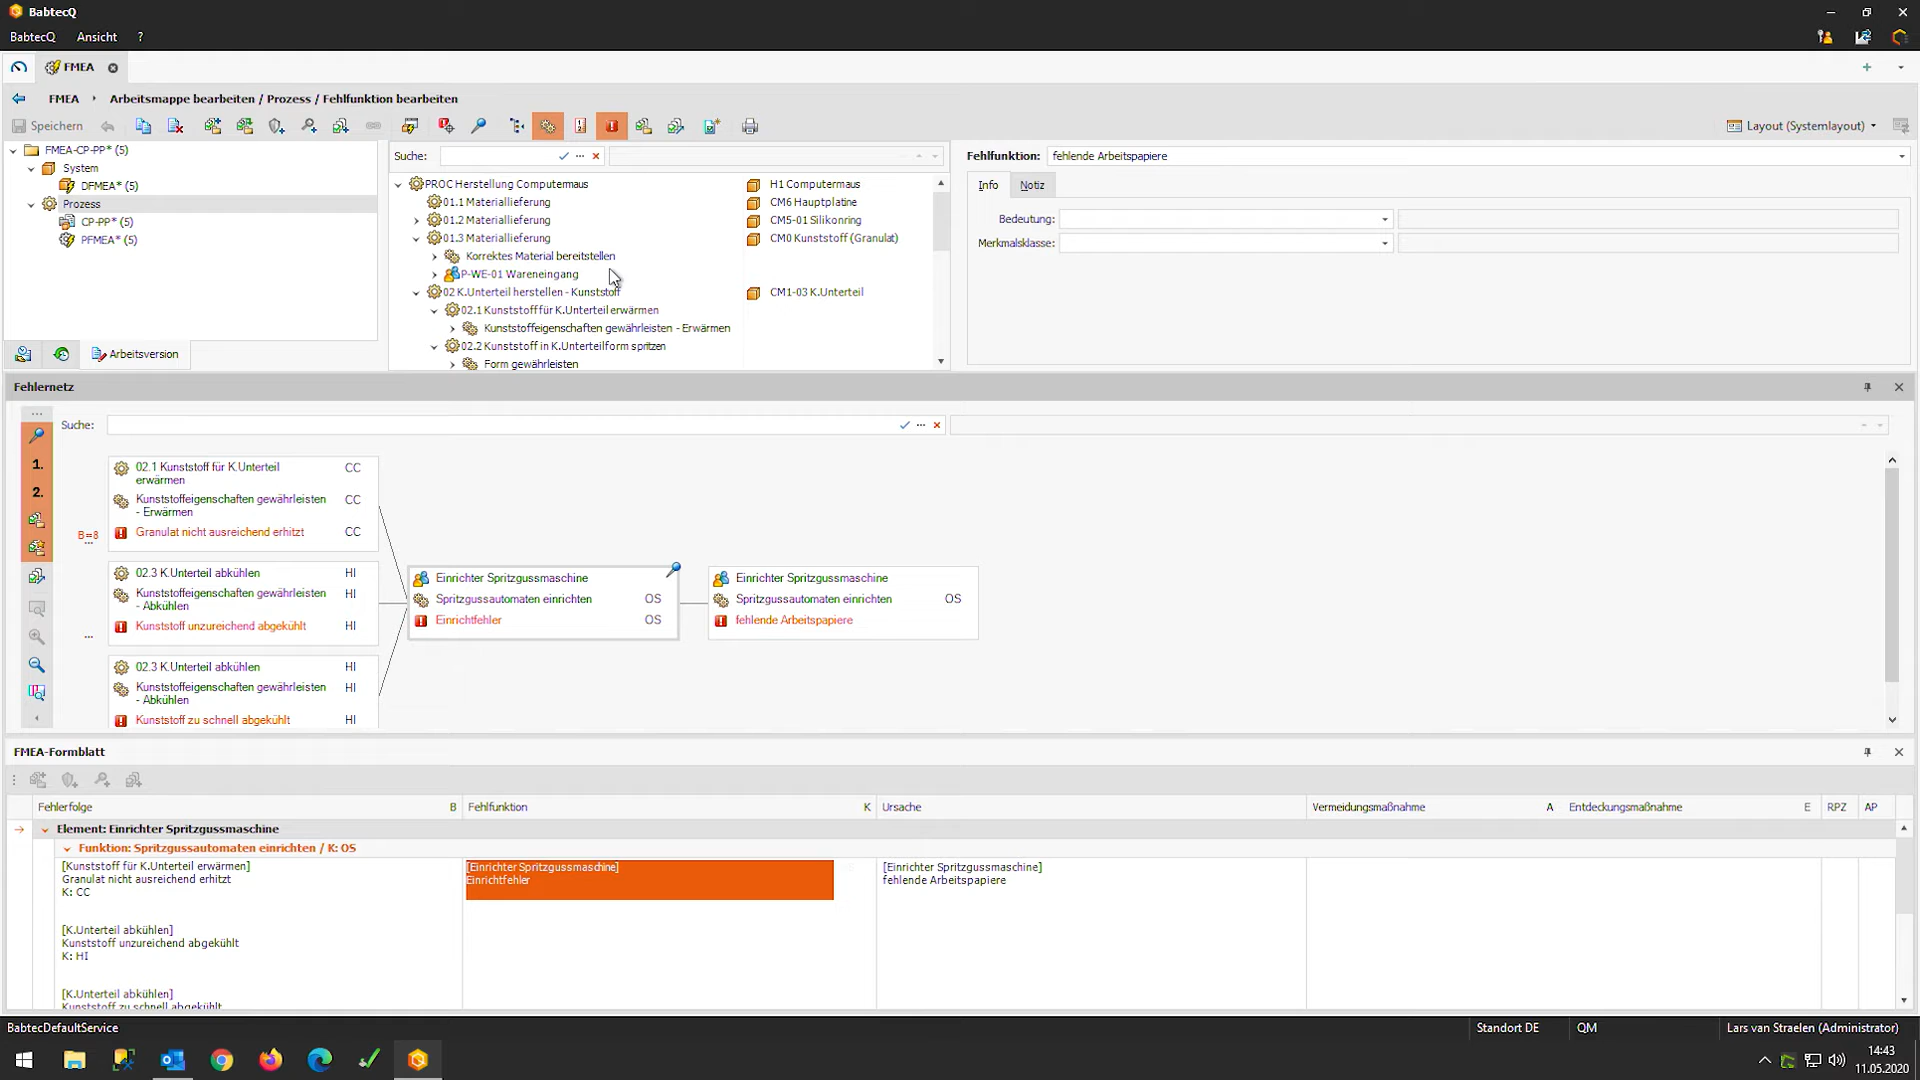 BabtecQ
BabtecQ Ansicht ?
FMEA
FMEA Arbeitsmappe bearbeiten / Prozess / Fehlfunktion bearbeiten
Speichern
Layout (Systemlayout)
FMEA-CP-PP* (5)
System
DFMEA* (5)
Prozess
CP-PP* (5)
PFMEA* (5)
Arbeitsversion
Suche:
PROC Herstellung Computermaus H1 Computermaus
01.1 Materiallieferung CM6 Hauptplatine
01.2 Materiallieferung CM5-01 Silikonring
01.3 Materiallieferung CM0 Kunststoff (Granulat)
Korrektes Material bereitstellen
P-WE-01 Wareneingang
02 K.Unterteil herstellen - Kunststoff CM1-03 K.Unterteil
02.1 Kunststoff für K.Unterteil erwärmen
Kunststoffeigenschaften gewährleisten - Erwärmen
02.2 Kunststoff in K.Unterteilform spritzen
Form gewährleisten
Fehlfunktion: fehlende Arbeitspapiere
Info Notiz
Bedeutung:
Merkmalsklasse:
Fehlernetz
Suche:
1.
2.
B=8
...
...
02.1 Kunststoff für K.Unterteil CC
erwärmen
Kunststoffeigenschaften gewährleisten CC
- Erwärmen
Granulat nicht ausreichend erhitzt CC
02.3 K.Unterteil abkühlen HI
Kunststoffeigenschaften gewährleisten HI
- Abkühlen
Kunststoff unzureichend abgekühlt HI
02.3 K.Unterteil abkühlen HI
Kunststoffeigenschaften gewährleisten HI
- Abkühlen
Kunststoff zu schnell abgekühlt HI
Einrichter Spritzgussmaschine
Spritzgussautomaten einrichten OS
Einrichtfehler OS
Einrichter Spritzgussmaschine
Spritzgussautomaten einrichten OS
fehlende Arbeitspapiere
FMEA-Formblatt
Fehlerfolge B Fehlfunktion K Ursache Vermeidungsmaßnahme A Entdeckungsmaßnahme E RPZ AP
Element: Einrichter Spritzgussmaschine
Funktion: Spritzgussautomaten einrichten / K: OS
[Kunststoff für K.Unterteil erwärmen]
Granulat nicht ausreichend erhitzt
K: CC
[K.Unterteil abkühlen]
Kunststoff unzureichend abgekühlt
K: HI
[K.Unterteil abkühlen]
Kunststoff zu schnell abgekühlt
[Einrichter Spritzgussmaschine]
Einrichtfehler
[Einrichter Spritzgussmaschine]
fehlende Arbeitspapiere
BabtecDefaultService Standort DE QM Lars van Straelen (Administrator)
14:43
11.05.2020